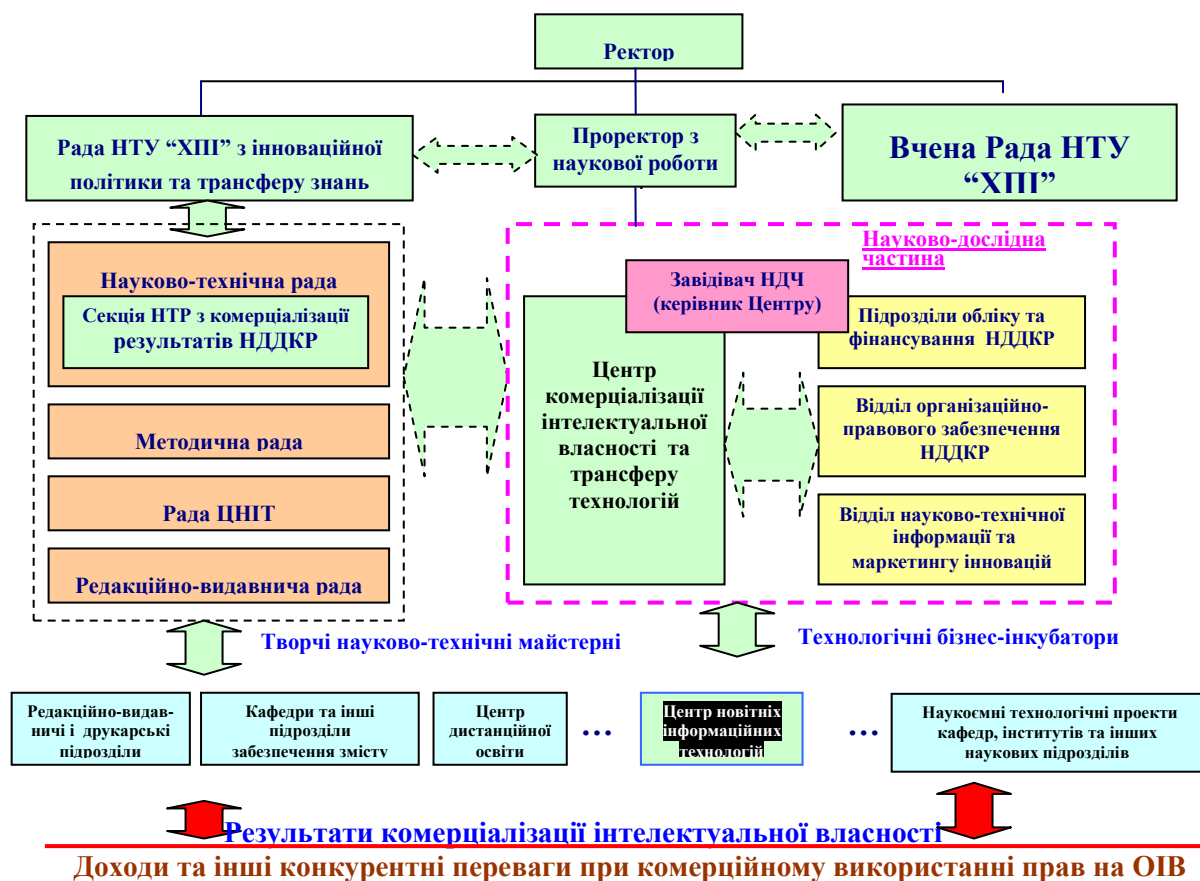 Ректор
Рада НТУ “ХПІ” з інноваційної
політики та трансферу знань
Проректор з
наукової роботи
Вчена Рада НТУ
“ХПІ”
Науково-технічна рада
Секція НТР з комерціалізації
результатів НДДКР
Методична рада
Рада ЦНІТ
Редакційно-видавнича рада
Науково-дослідна
частина
Завідівач НДЧ
(керівник Центру)
Центр
комерціалізації
інтелектуальної
власності та
трансферу
технологій
Підрозділи обліку та
фінансування НДДКР
Відділ організаційно-
правового забезпечення
НДДКР
Відділ науково-технічної
інформації та
маркетингу інновацій
Творчі науково-технічні майстерні
Технологічні бізнес-інкубатори
Редакційно-видав-
ничі і друкарські
підрозділи
Кафедри та інші
підрозділи
забезпечення змісту
Центр
дистанційної
освіти
...
Центр новітніх
інформаційних
технологій
...
Наукоємні технологічні проекти
кафедр, інститутів та інших
наукових підрозділів
Результати комерціалізації інтелектуальної власності
Доходи та інші конкурентні переваги при комерційному використанні прав на ОІВ